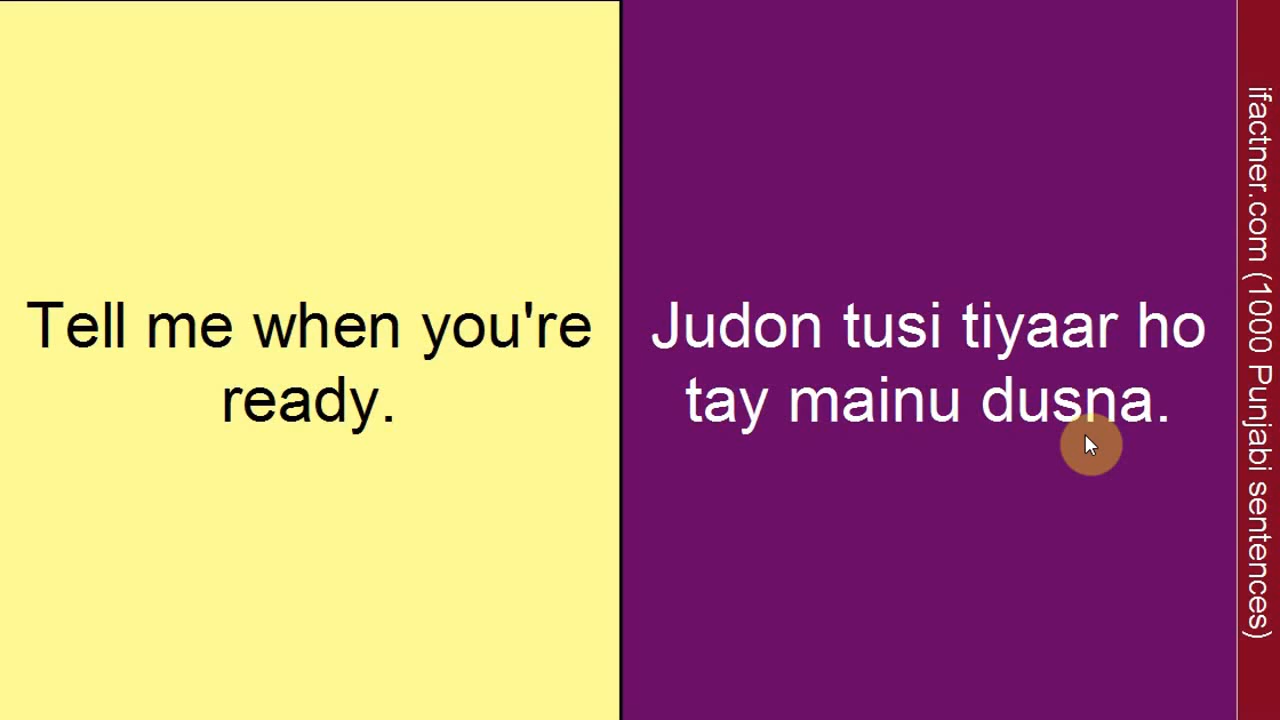 Tell me when you're
ready.
Judon tusi tiyaar ho
tay mainu dusna.
ifactner.com (1000 Punjabi sentences)